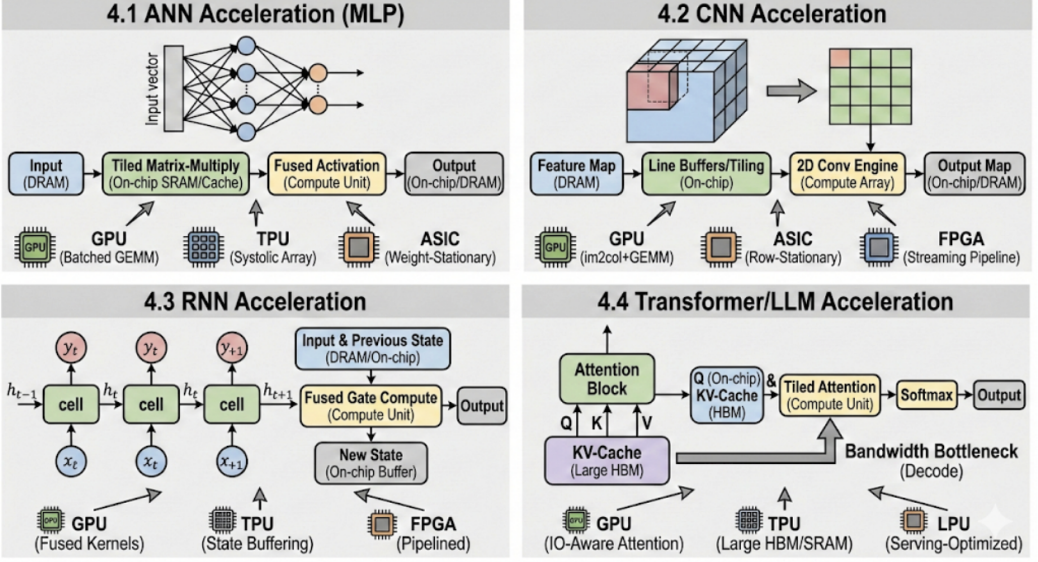 4.1 ANN Acceleration (MLP)
Input vector
Input
(DRAM)
Tiled Matrix-Multiply
(On-chip SRAM/Cache)
Fused Activation
(Compute Unit)
Output
(On-chip/DRAM)
GPU
GPU
(Batched GEMM)
TPU
(Systolic Array)
ASIC
(Weight-Stationary)
4.2 CNN Acceleration
Feature Map
(DRAM)
Line Buffers/Tiling
(On-chip)
2D Conv Engine
(Compute Array)
Output Map
(On-chip/DRAM)
GPU
GPU
(im2col+GEMM)
ASIC
(Row-Stationary)
FPGA
(Streaming Pipeline)
4.3 RNN Acceleration
y_t y_t y_{+1}
h_{t-1} cell h_t cell h_t cell h_{t+1}
x_t x_t x_{+1}
Input & Previous State
(DRAM/On-chip)
Fused Gate Compute
(Compute Unit)
Output
New State
(On-chip Buffer)
GPU
(Fused Kernels)
TPU
(State Buffering)
FPGA
(Pipelined)
4.4 Transformer/LLM Acceleration
Attention
Block
Q K V
KV-Cache
(Large HBM)
Q (On-chip) &
KV-Cache
(HBM)
Tiled Attention
(Compute Unit)
Softmax
Output
Bandwidth Bottleneck
(Decode)
GPU
(IO-Aware Attention)
TPU
(Large HBM/SRAM)
LPU
(Serving-Optimized)